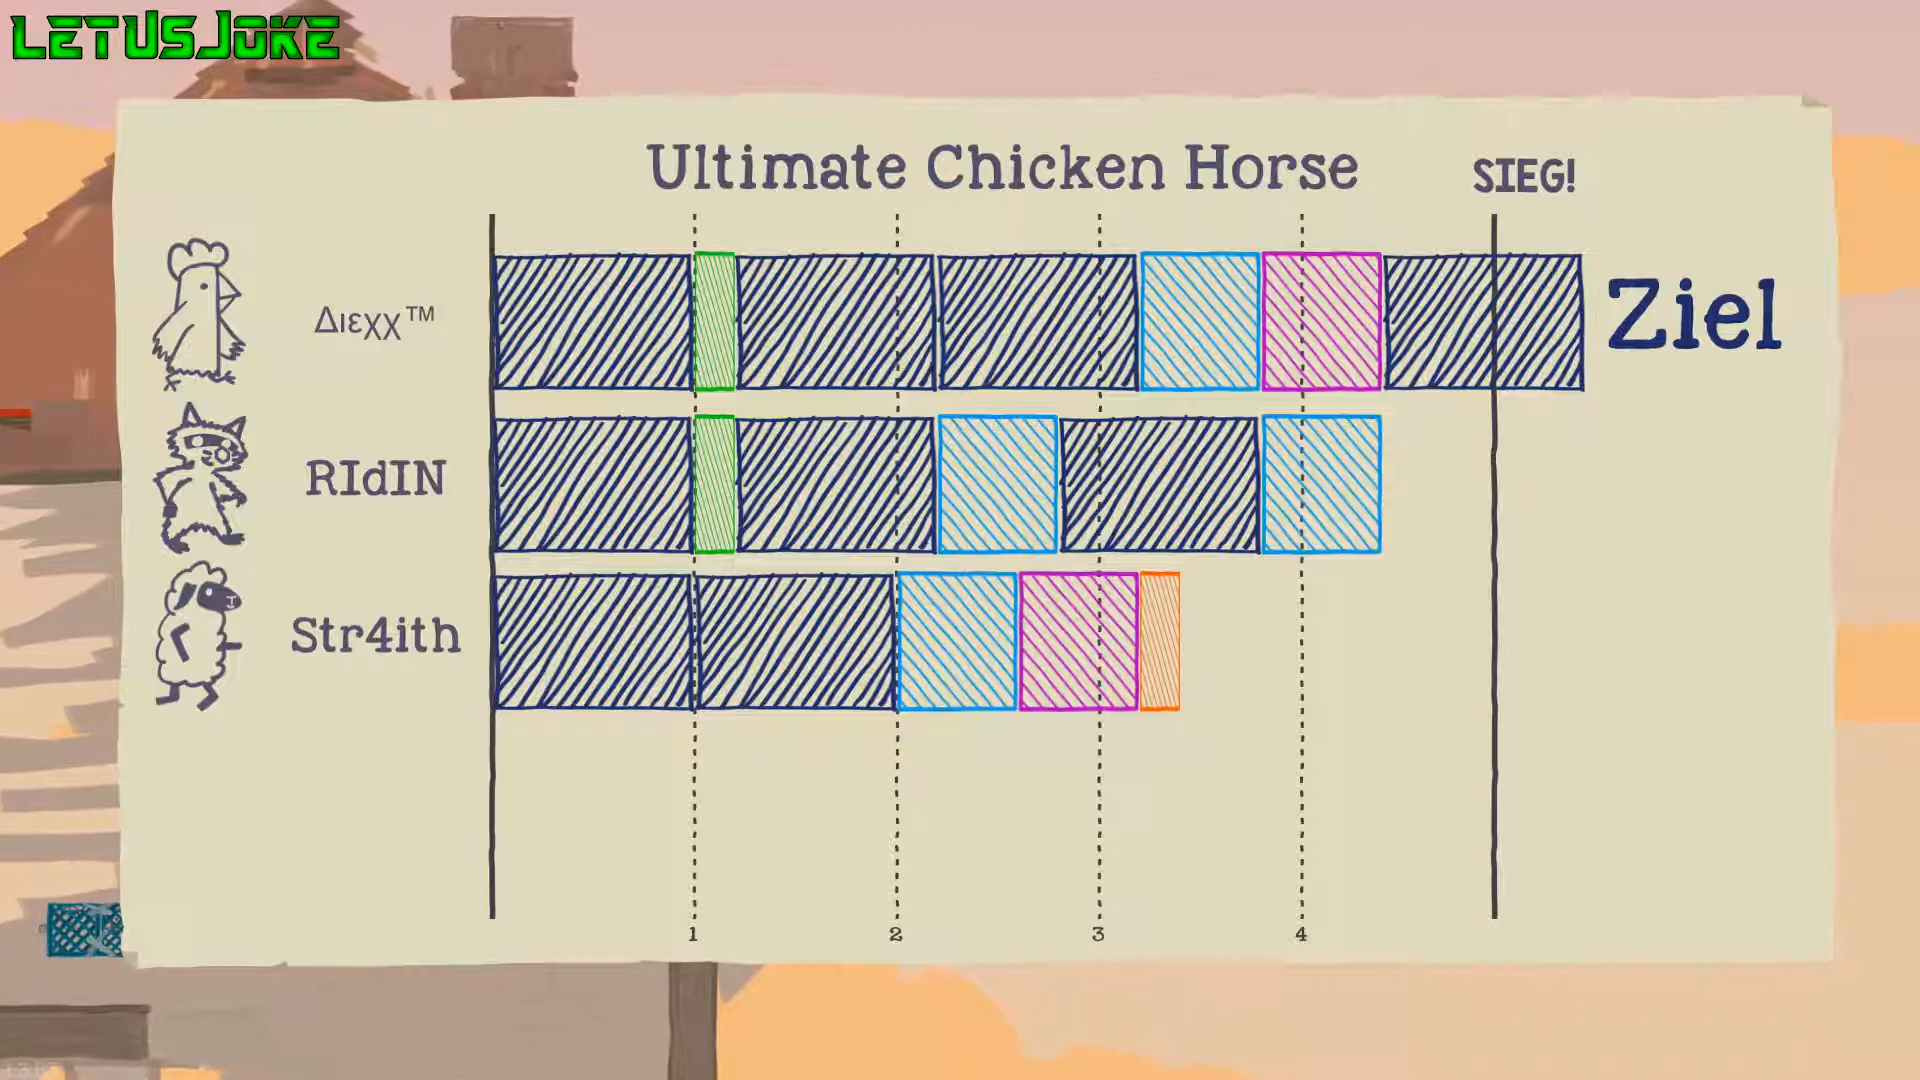 LETUSJOKE
Ultimate Chicken Horse
SIEG!
Διεχχ™
Ziel
RIdIN
Str4ith
1 2 3 4